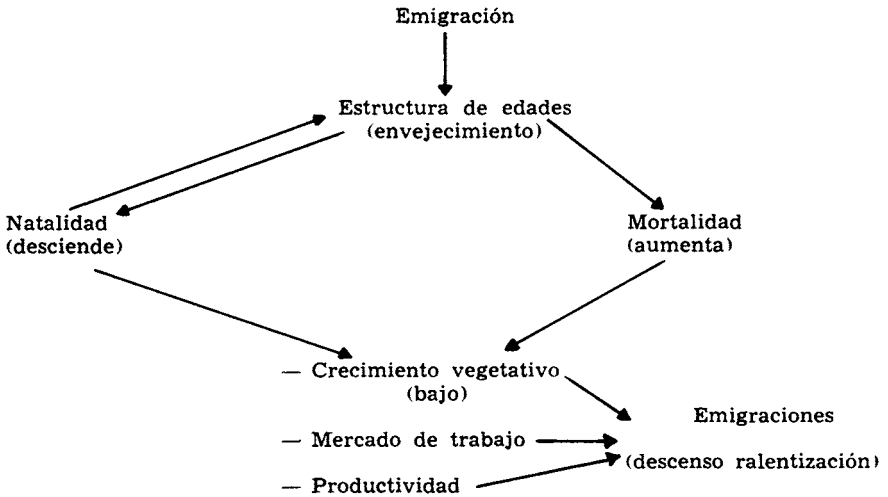 Emigración
Estructura de edades
(envejecimiento)
Natalidad
(desciende)
Mortalidad
(aumenta)
— Crecimiento vegetativo
(bajo)
Emigraciones
— Mercado de trabajo
(descenso ralentización)
— Productividad